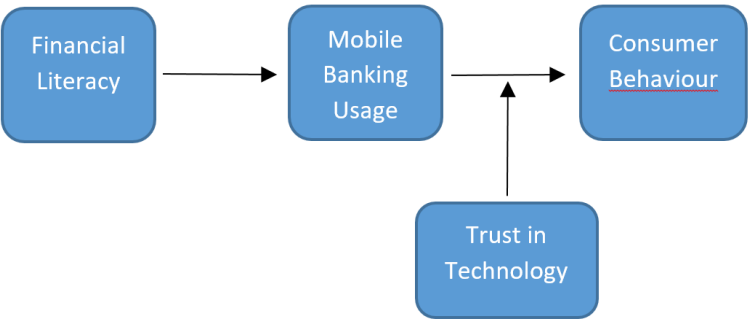 Financial
Literacy
Mobile
Banking
Usage
Consumer
Behaviour
Trust in
Technology